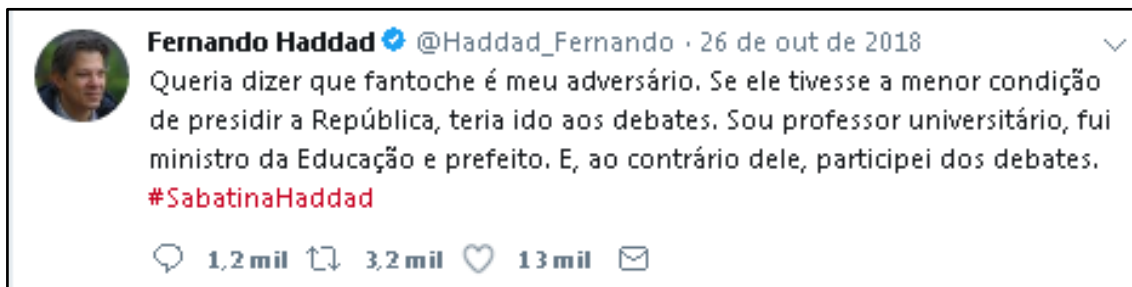 Fernando Haddad @Haddad_Fernando · 26 de out de 2018
Queria dizer que fantoche é meu adversário. Se ele tivesse a menor condição
de presidir a República, teria ido aos debates. Sou professor universitário, fui
ministro da Educação e prefeito. E, ao contrário dele, participei dos debates.
#SabatinaHaddad
1,2 mil 3,2 mil 13 mil